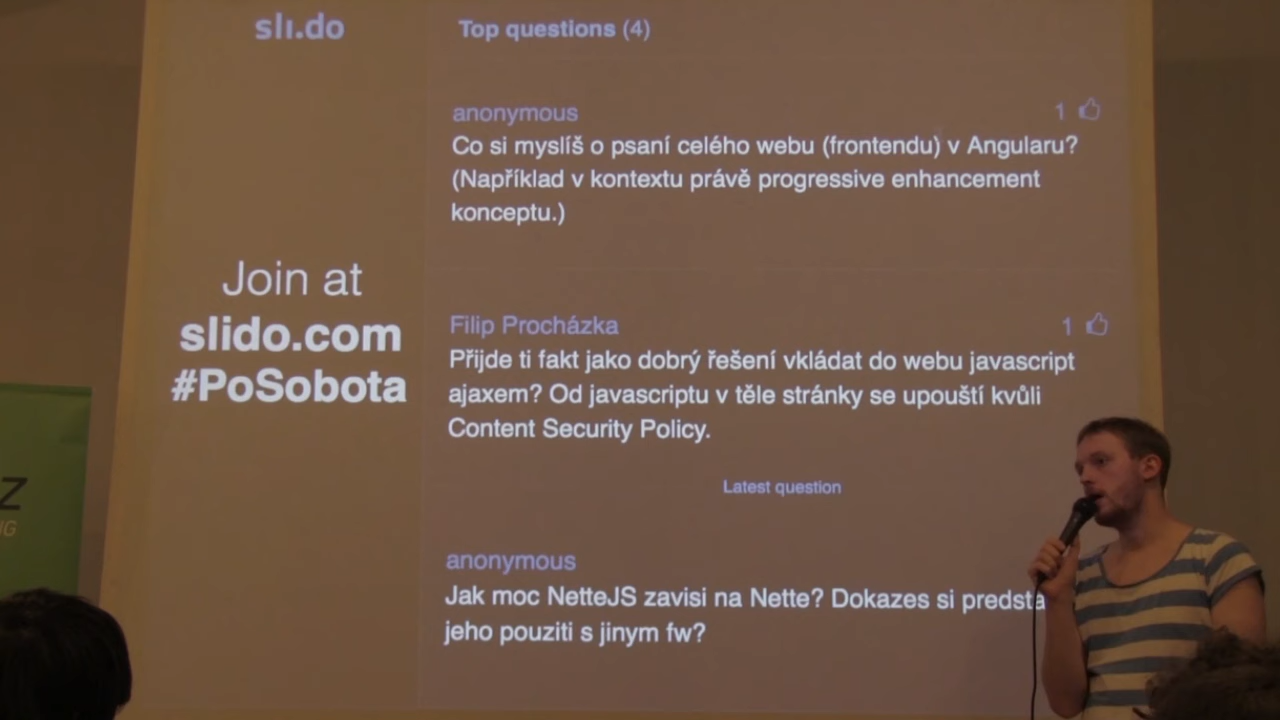 sli.do
Top questions (4)
anonymous
1
Co si myslíš o psaní celého webu (frontendu) v Angularu?
(Například v kontextu právě progressive enhancement
konceptu.)
Join at
slido.com
#PoSobota
Filip Procházka
1
Přijde ti fakt jako dobrý řešení vkládat do webu javascript
ajaxem? Od javascriptu v těle stránky se upouští kvůli
Content Security Policy.
Latest question
anonymous
Jak moc NetteJS zavisi na Nette? Dokazes si predsta
jeho pouziti s jinym fw?
Z
G